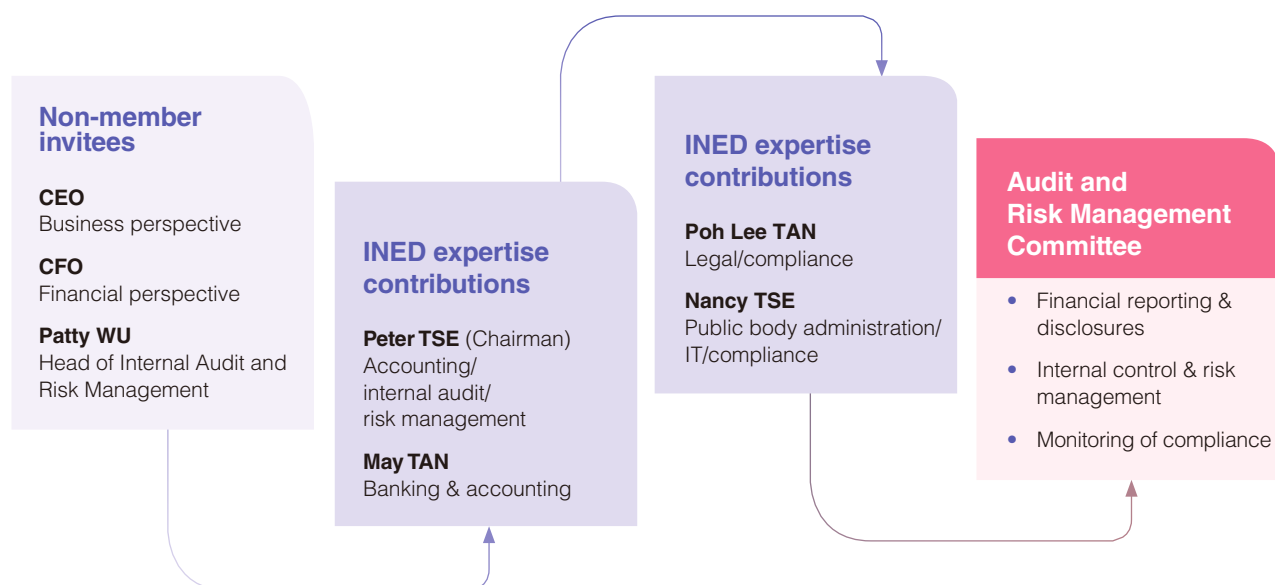 Non-member
invitees
CEO
Business perspective
CFO
Financial perspective
Patty WU
Head of Internal Audit and
Risk Management
INED expertise
contributions
Peter TSE (Chairman)
Accounting/
internal audit/
risk management
May TAN
Banking & accounting
INED expertise
contributions
Poh Lee TAN
Legal/compliance
Nancy TSE
Public body administration/
IT/compliance
Audit and
Risk Management
Committee
• Financial reporting &
disclosures
• Internal control & risk
management
• Monitoring of compliance